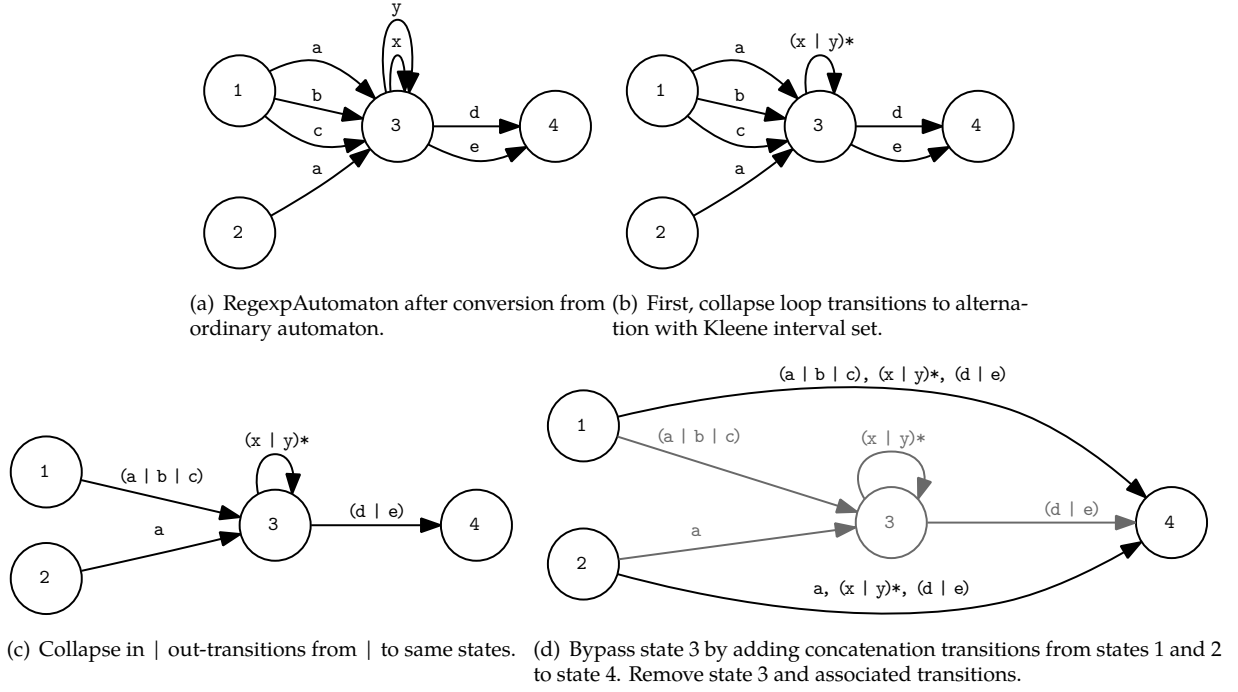 y
x
a
1
b
c
3
d
4
e
a
2
(a) RegexpAutomaton after conversion from
ordinary automaton.
(x | y)*
a
1
b
c
3
d
4
e
a
2
(b) First, collapse loop transitions to alterna-
tion with Kleene interval set.
(x | y)*
1
(a | b | c)
3
(d | e)
4
a
2
(c) Collapse in | out-transitions from | to same states.
(a | b | c), (x | y)*, (d | e)
1
(a | b | c)
(x | y)*
3
(d | e)
4
a
2
a, (x | y)*, (d | e)
(d) Bypass state 3 by adding concatenation transitions from states 1 and 2
to state 4. Remove state 3 and associated transitions.